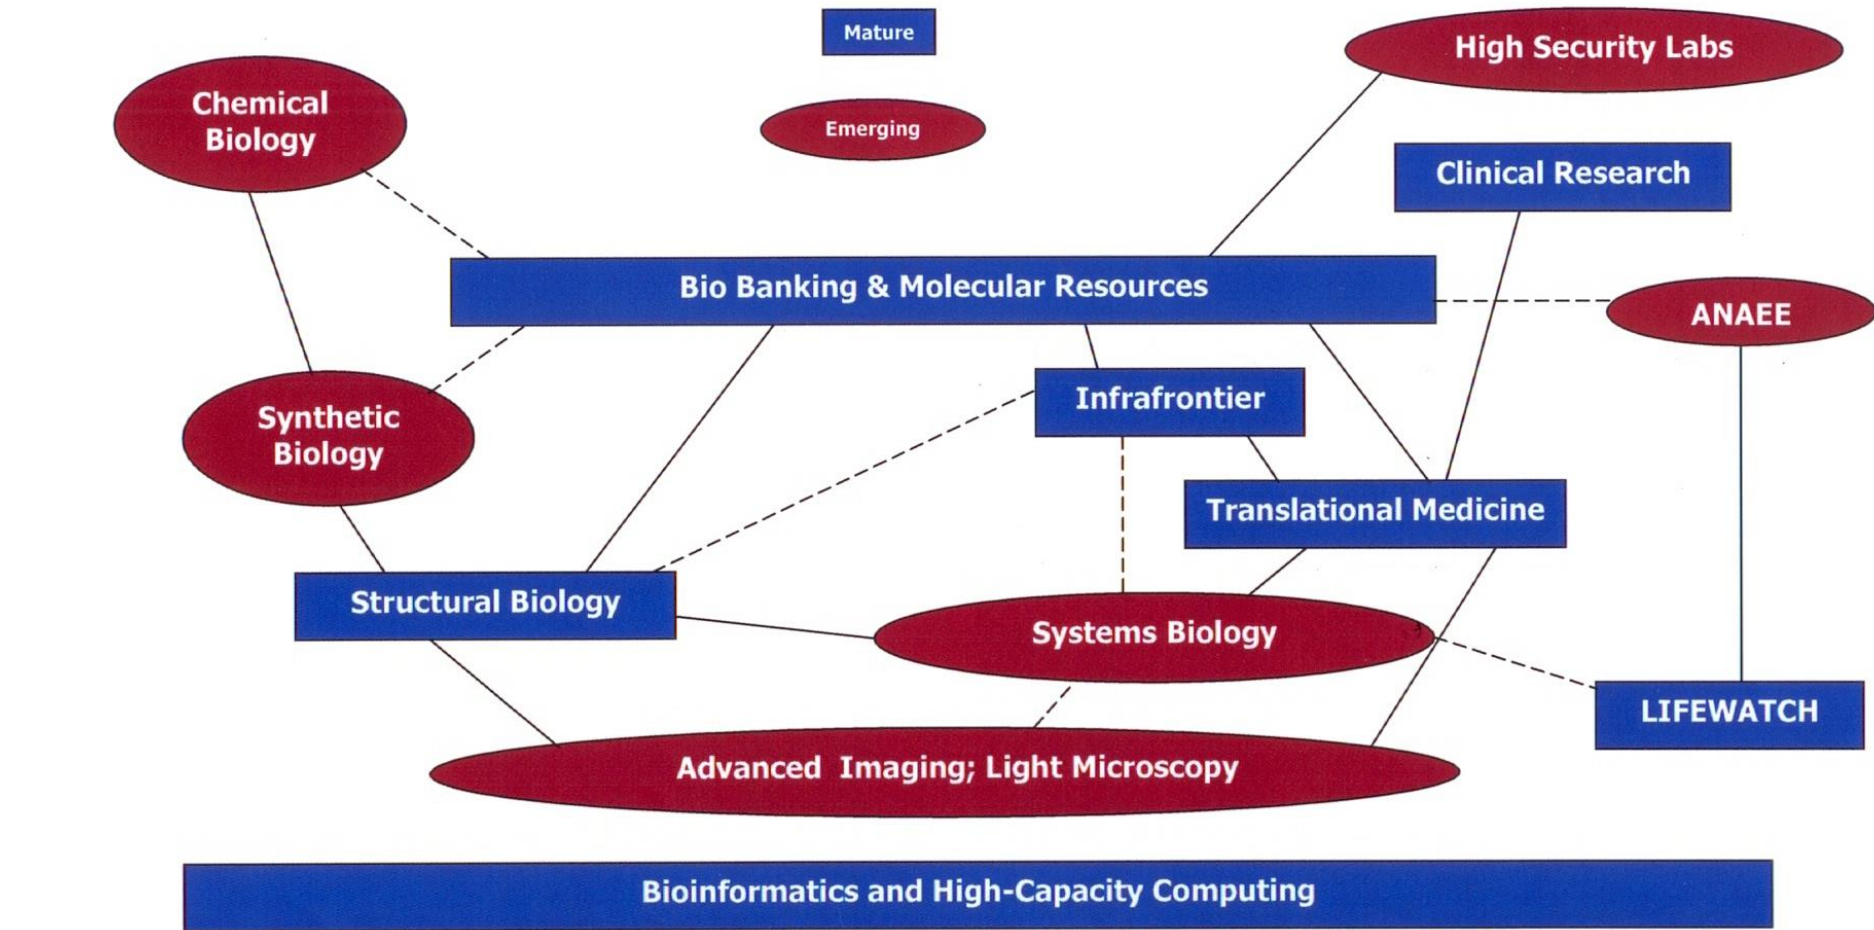 Mature
High Security Labs
Chemical
Biology
Emerging
Clinical Research
Bio Banking & Molecular Resources
ANAEE
Infrafrontier
Synthetic
Biology
Translational Medicine
Structural Biology
Systems Biology
LIFEWATCH
Advanced Imaging; Light Microscopy
Bioinformatics and High-Capacity Computing